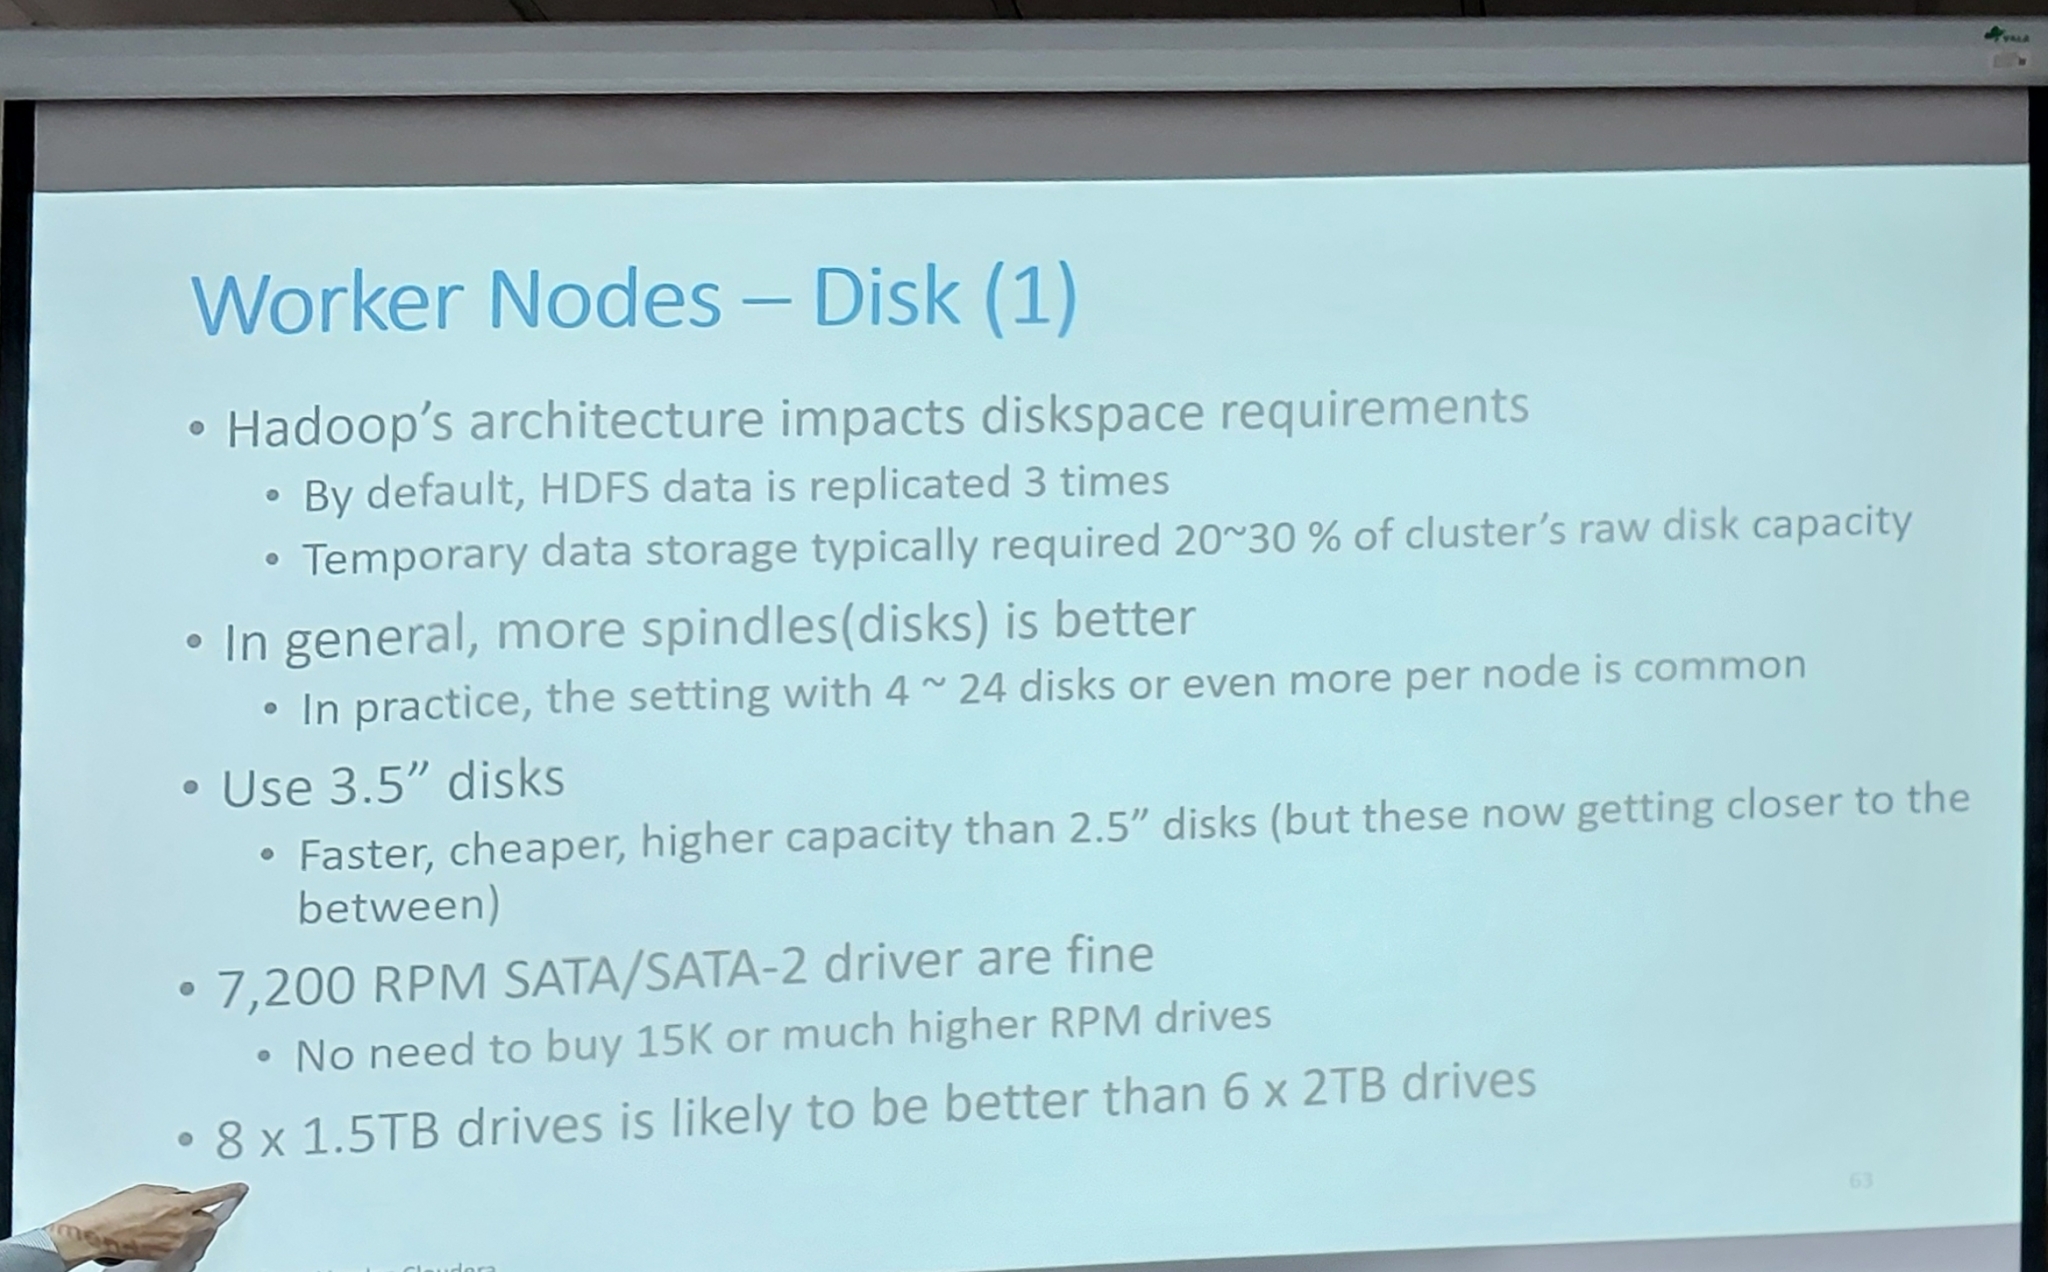 Worker Nodes – Disk (1)
• Hadoop’s architecture impacts diskspace requirements
• By default, HDFS data is replicated 3 times
• Temporary data storage typically required 20~30 % of cluster’s raw disk capacity
• In general, more spindles(disks) is better
• In practice, the setting with 4 ~ 24 disks or even more per node is common
• Use 3.5” disks
• Faster, cheaper, higher capacity than 2.5” disks (but these now getting closer to the
between)
• 7,200 RPM SATA/SATA-2 driver are fine
• No need to buy 15K or much higher RPM drives
• 8 x 1.5TB drives is likely to be better than 6 x 2TB drives
63
Cloudera